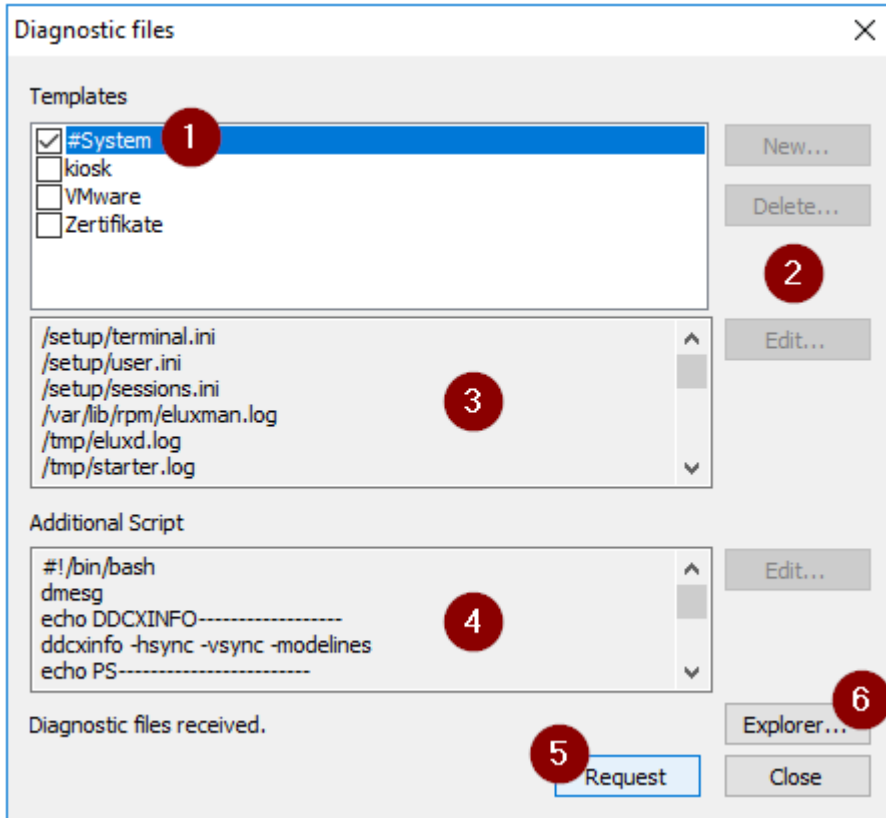 Diagnostic files
Templates
#System
1
kiosk
VMware
Zertifikate
New...
Delete...
2
/setup/terminal.ini
/setup/user.ini
/setup/sessions.ini
/var/lib/rpm/eluxman.log
/tmp/eluxd.log
/tmp/starter.log
3
Edit...
Additional Script
#!/bin/bash
dmesg
echo DDCXINFO------------------
ddcxinfo -hsync -vsync -modelines
echo PS------------------------
4
Edit...
Diagnostic files received.
6
Explorer...
5
Request
Close